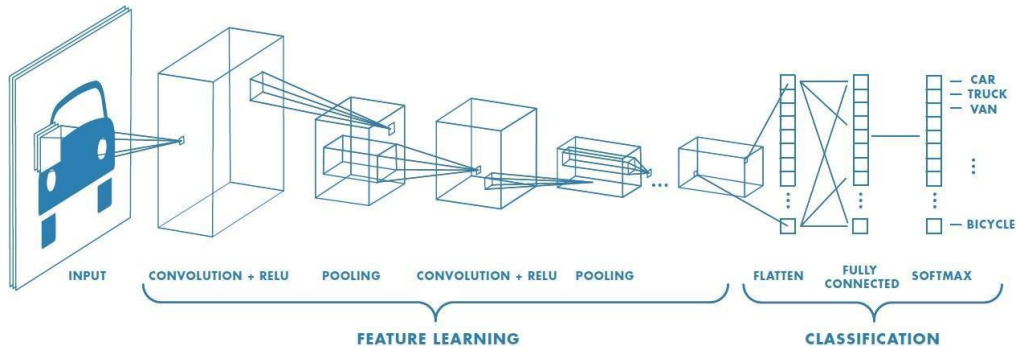 CAR
TRUCK
VAN
BICYCLE
INPUT
CONVOLUTION + RELU
POOLING
CONVOLUTION + RELU
POOLING
FLATTEN
FULLY
CONNECTED
SOFTMAX
FEATURE LEARNING
CLASSIFICATION